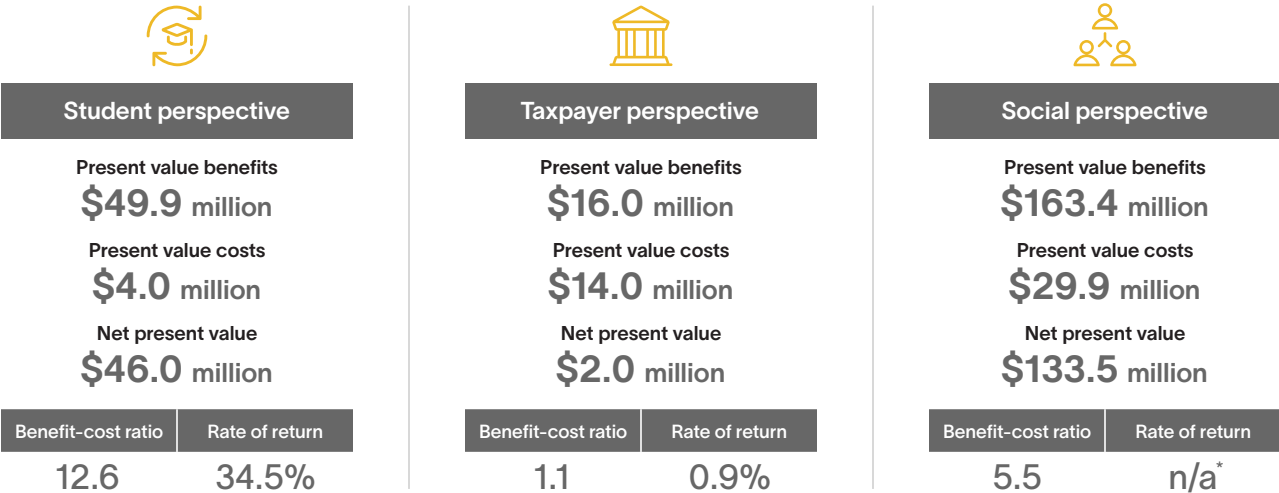 Student perspective
Present value benefits
$49.9 million
Present value costs
$4.0 million
Net present value
$46.0 million
Benefit-cost ratio
Rate of return
12.6
34.5%
Taxpayer perspective
Present value benefits
$16.0 million
Present value costs
$14.0 million
Net present value
$2.0 million
Benefit-cost ratio
Rate of return
1.1
0.9%
Social perspective
Present value benefits
$163.4 million
Present value costs
$29.9 million
Net present value
$133.5 million
Benefit-cost ratio
Rate of return
5.5
n/a*